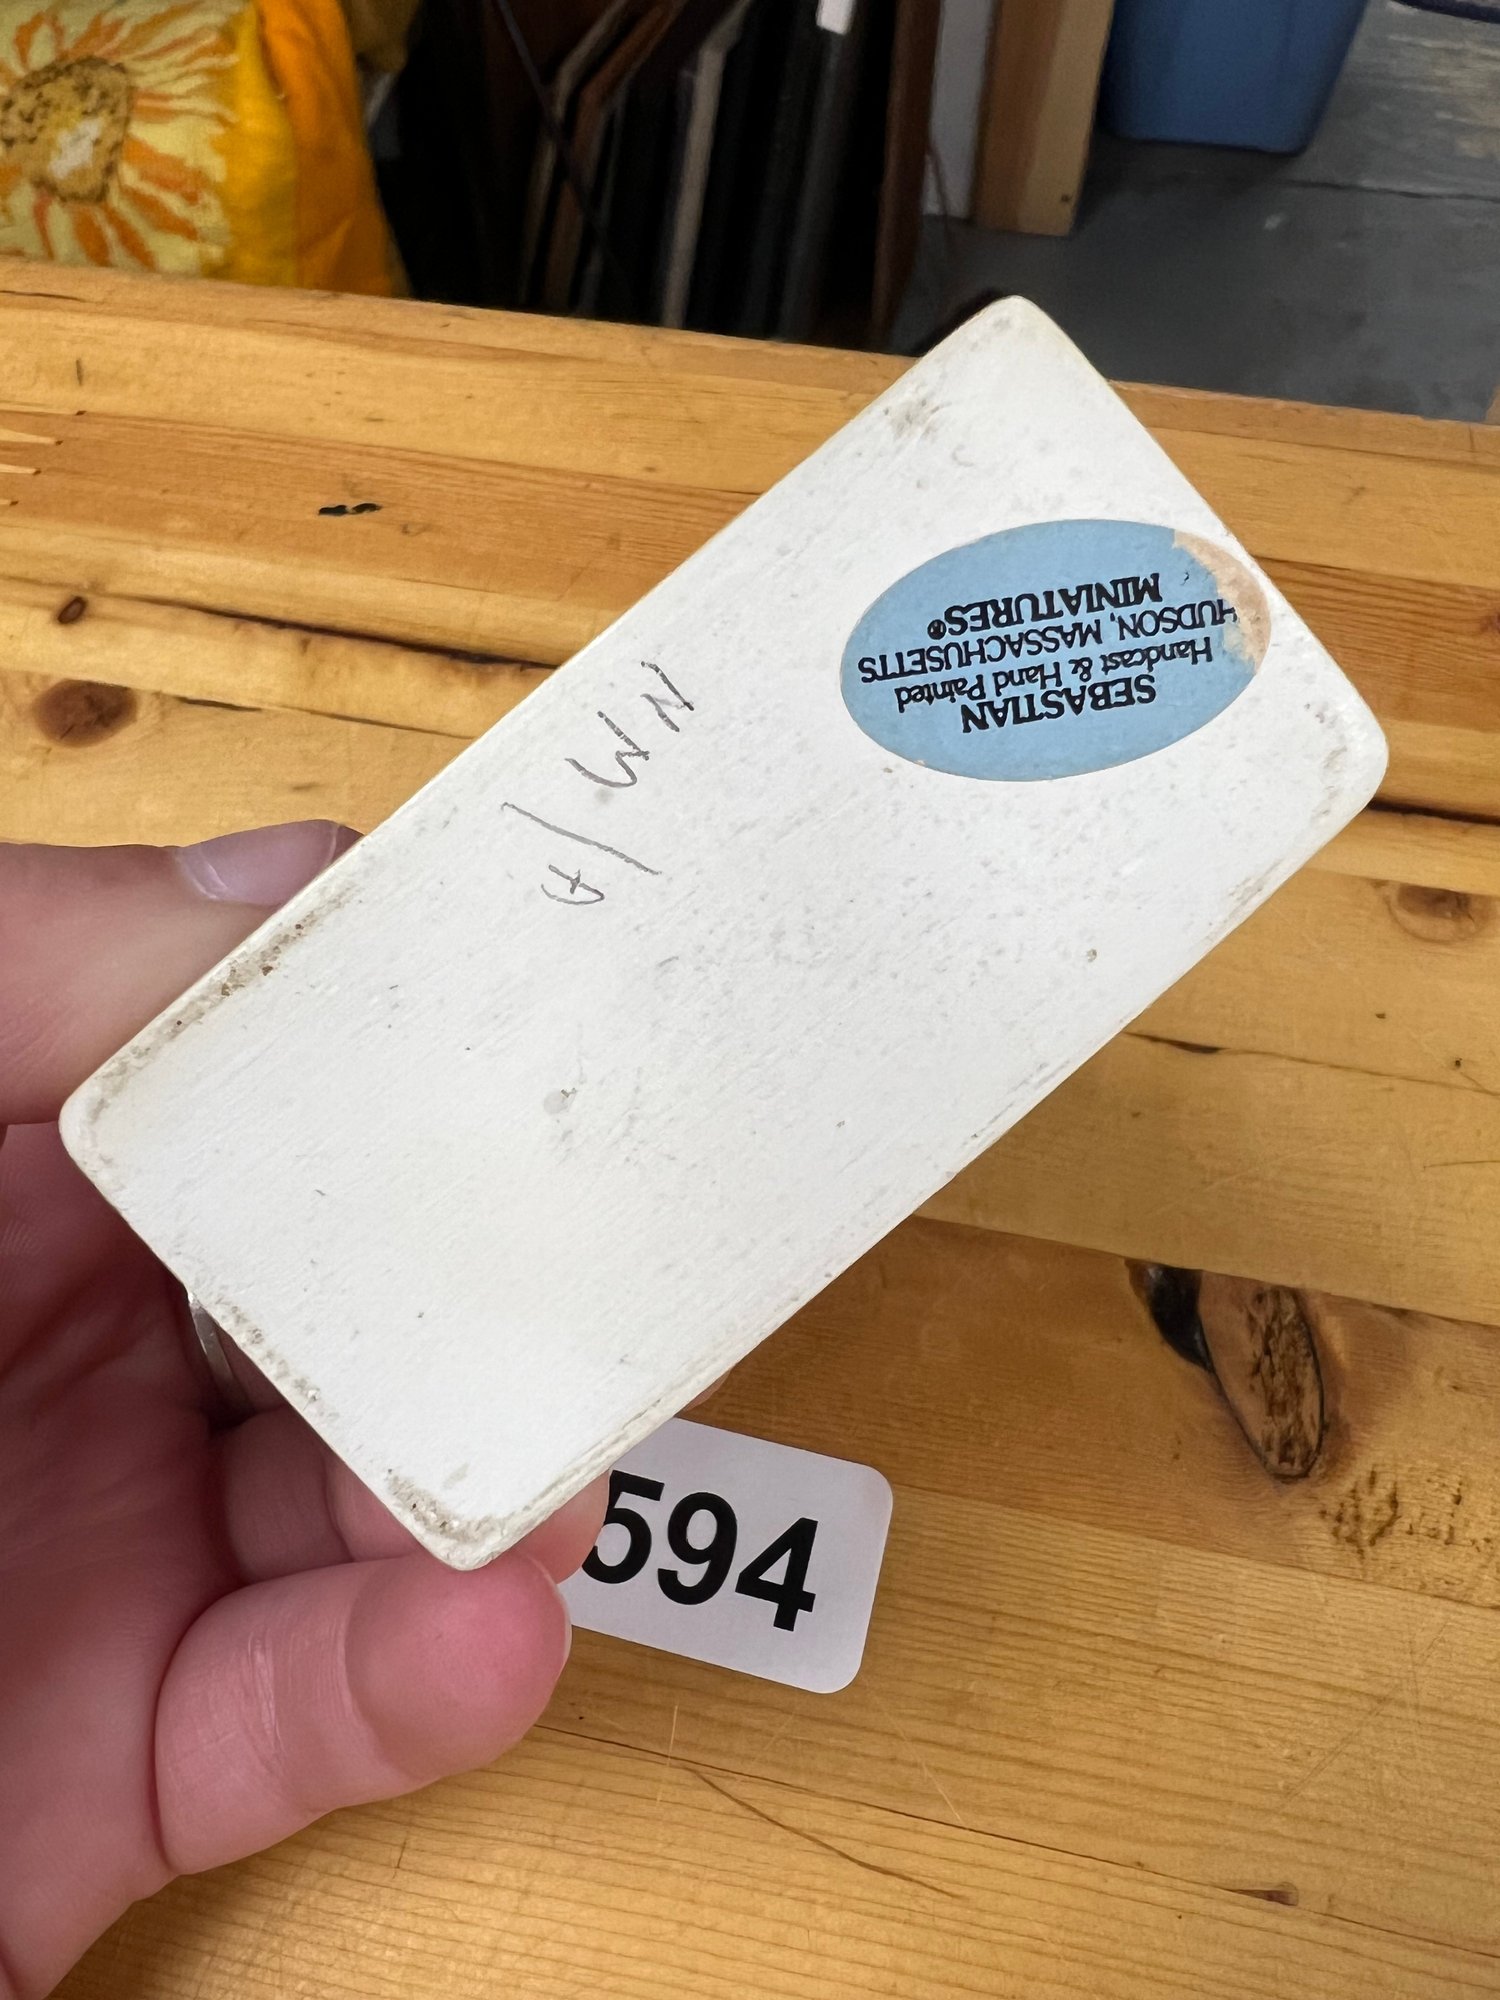 SEBASTIAN
Handcast & Hand Painted
HUDSON, MASSACHUSETTS
MINIATURES®
594